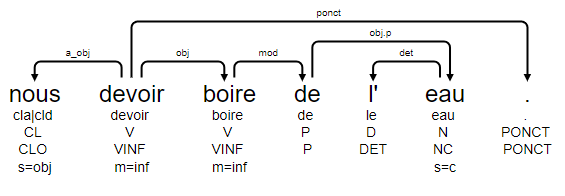 ponct
obj.p
a_obj obj mod det
nous devoir boire de l' eau .
cla|cld devoir boire de le eau .
CL V V P D N PONCT
CLO VINF VINF P DET NC PONCT
s=obj m=inf m=inf s=c